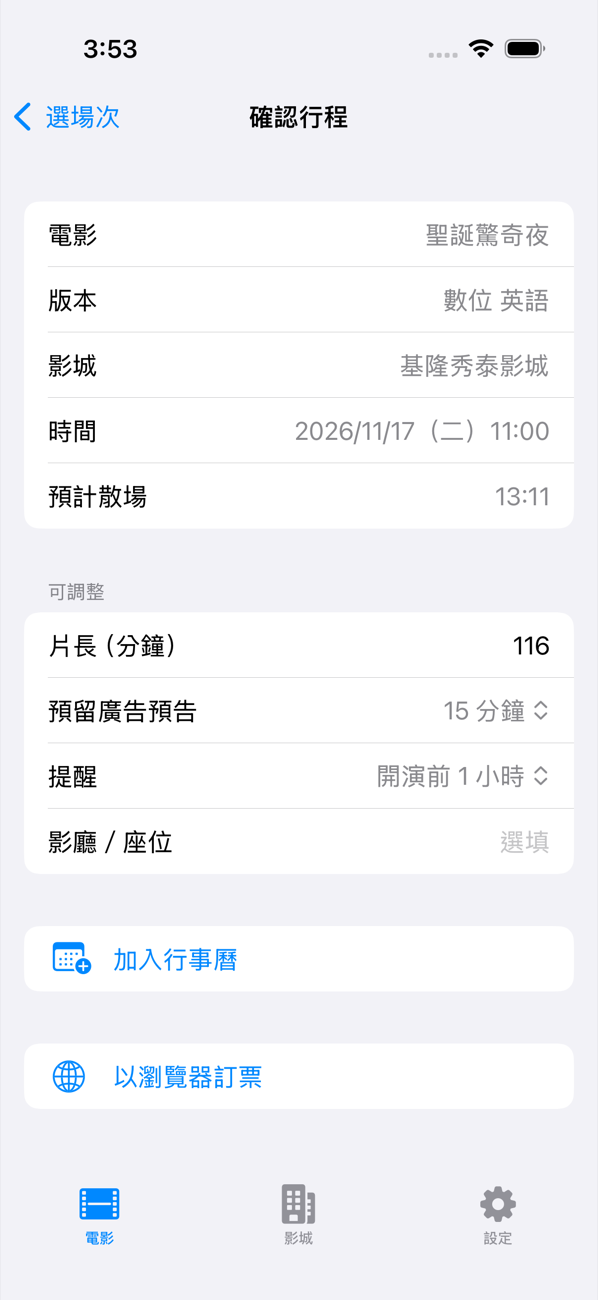 3:53
選場次
確認行程
電影 聖誕驚奇夜
版本 數位 英語
影城 基隆秀泰影城
時間 2026/11/17（二）11:00
預計散場 13:11
可調整
片長（分鐘） 116
預留廣告預告 15 分鐘
提醒 開演前 1 小時
影廳 / 座位 選填
加入行事曆
以瀏覽器訂票
電影 影城 設定